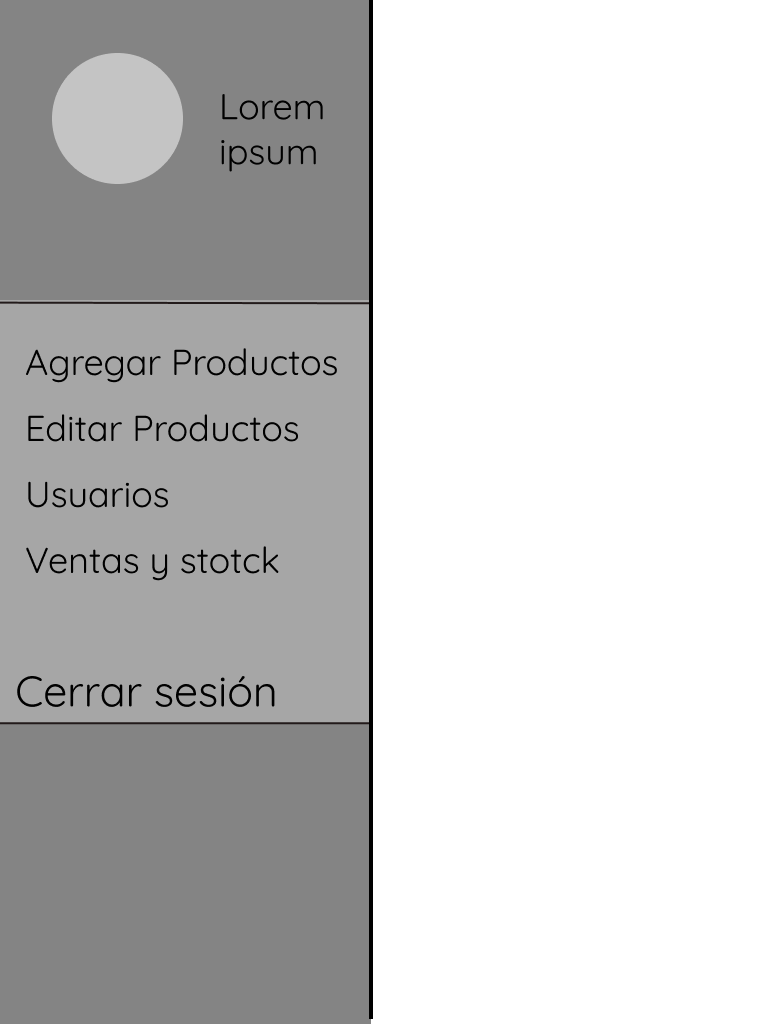 Lorem
ipsum
Agregar Productos
Editar Productos
Usuarios
Ventas y stotck
Cerrar sesión